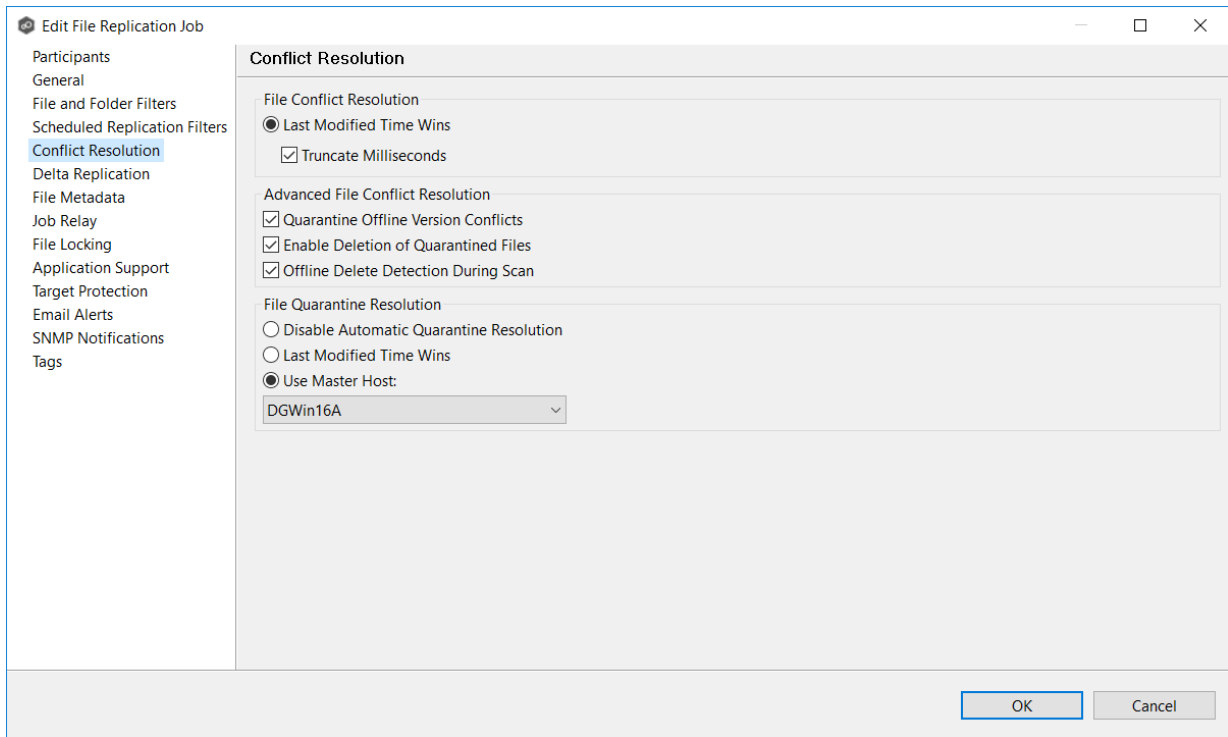 Edit File Replication Job
Participants
General
File and Folder Filters
Scheduled Replication Filters
Conflict Resolution
Delta Replication
File Metadata
Job Relay
File Locking
Application Support
Target Protection
Email Alerts
SNMP Notifications
Tags
Conflict Resolution
File Conflict Resolution
Last Modified Time Wins
Truncate Milliseconds
Advanced File Conflict Resolution
Quarantine Offline Version Conflicts
Enable Deletion of Quarantined Files
Offline Delete Detection During Scan
File Quarantine Resolution
Disable Automatic Quarantine Resolution
Last Modified Time Wins
Use Master Host:
DGWin16A
OK
Cancel